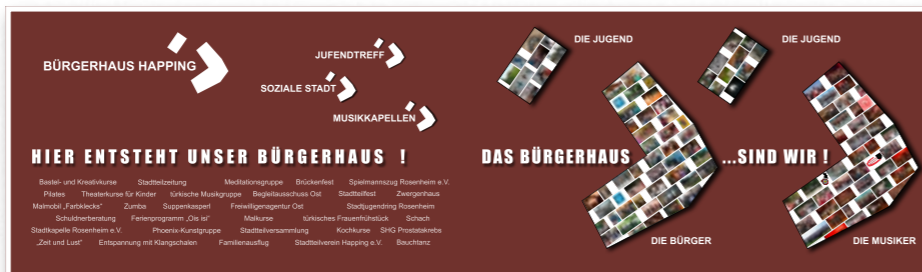 BÜRGERHAUS HAPPING
JUFENDTREFF
SOZIALE STADT
MUSIKKAPELLEN
HIER ENTSTEHT UNSER BÜRGERHAUS !
Bastel- und Kreativkurse Stadtteilzeitung Meditationsgruppe Brückenfest Spielmannszug Rosenheim e.V.
Pilates Theaterkurse für Kinder türkische Musikgruppe Begleitausschuss Ost Stadtteilfest Zwergenhaus
Malmobil „Farbklecks“ Zumba Suppenkasperl Freiwilligenagentur Ost Stadtjugendring Rosenheim
Schuldnerberatung Ferienprogramm „Ois isi“ Malkurse türkisches Frauenfrühstück Schach
Stadtkapelle Rosenheim e.V. Phoenix-Kunstgruppe Stadtteilversammlung Kochkurse SHG Prostatakrebs
„Zeit und Lust“ Entspannung mit Klangschalen Familienausflug Stadtteilverein Happing e.V. Bauchtanz
DIE JUGEND
DIE JUGEND
DAS BÜRGERHAUS ...SIND WIR !
DIE BÜRGER
DIE MUSIKER